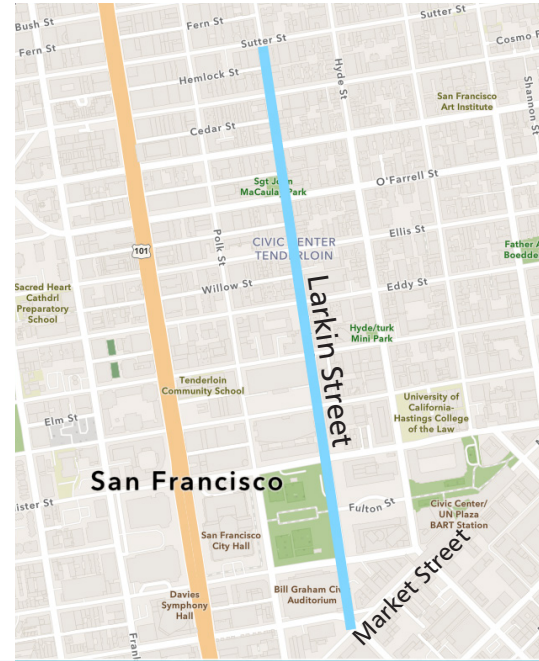 Bush St
Fern St
Sutter St
Fern St
Sutter St
Cosmo P
Hemlock St
Hyde St
Shannon St
San Francisco
Art Institute
Cedar St
Sgt John
MaCaulay Park
O'Farrell St
Polk St
CIVIC CENTER
TENDERLOIN
Ellis St
Father A
Boedde
101
Sacred Heart
Cathdrl
Preparatory
School
Willow St
Eddy St
Larkin Street
Hyde/turk
Mini Park
Tenderloin
Community School
University of
California-
Hastings College
of the Law
Elm St
San Francisco
ister St
Fulton St
Civic Center/
UN Plaza
BART Station
San Francisco
City Hall
Market Street
Davies
Symphony
Hall
Bill Graham Civ
Auditorium
Frankl